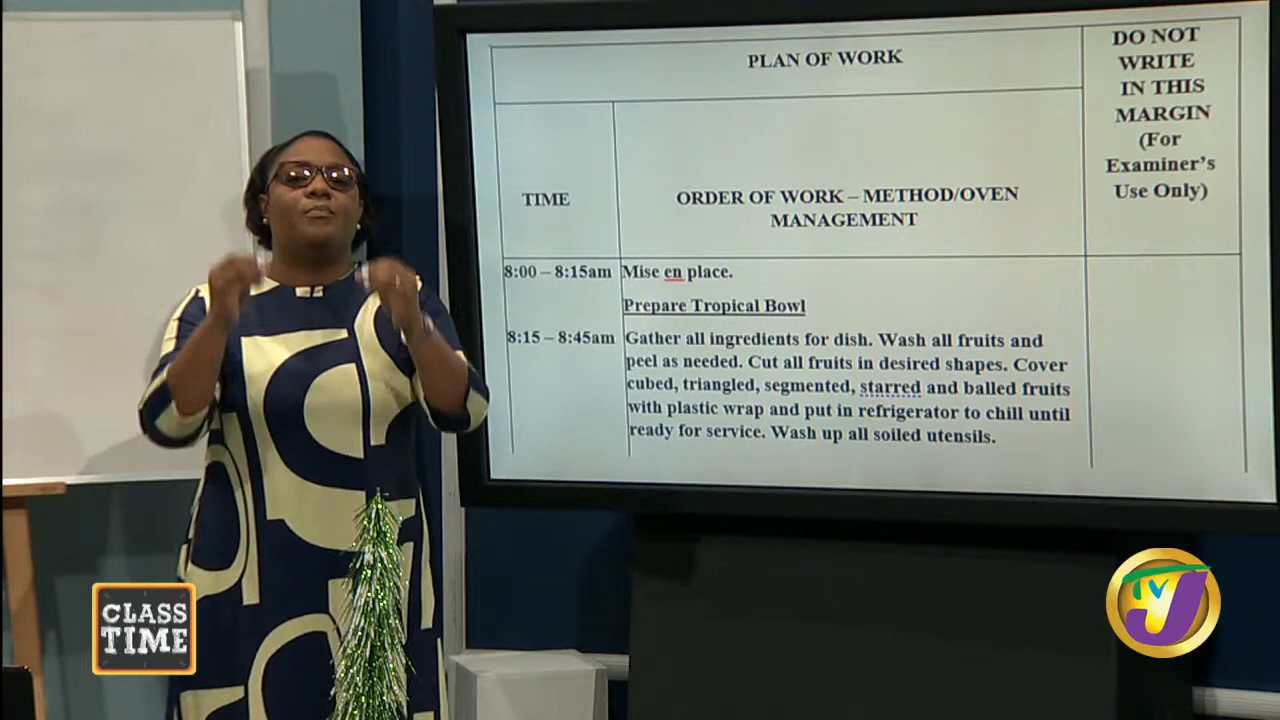 PLAN OF WORK
DO NOT
WRITE
IN THIS
MARGIN
(For
Examiner's
Use Only)
TIME
ORDER OF WORK – METHOD/OVEN
MANAGEMENT
8:00 – 8:15am
Mise en place.
Prepare Tropical Bowl
8:15 – 8:45am
Gather all ingredients for dish. Wash all fruits and
peel as needed. Cut all fruits in desired shapes. Cover
cubed, triangled, segmented, starred and balled fruits
with plastic wrap and put in refrigerator to chill until
ready for service. Wash up all soiled utensils.
CLASS
TIME
TVJ